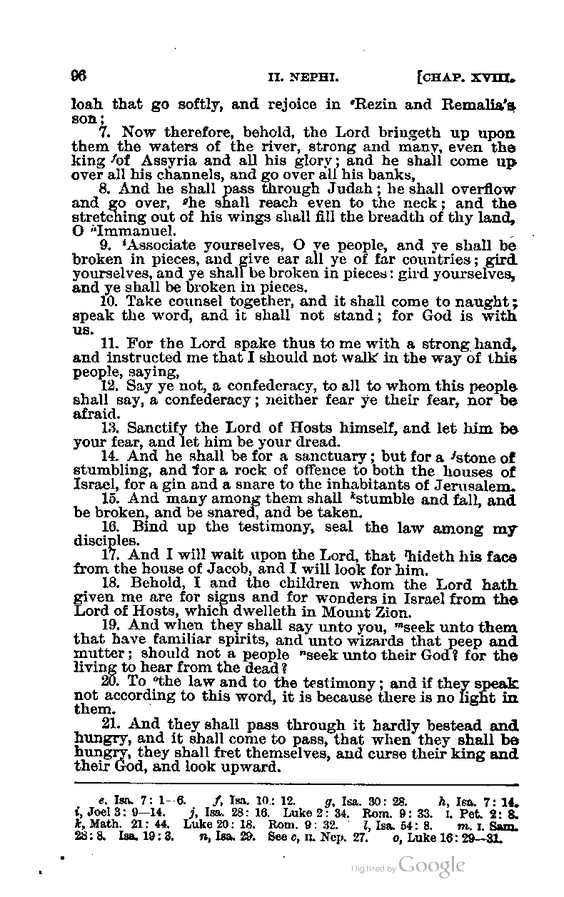 96 II. NEPHI. [CHAP. XVIII.
loah that go softly, and rejoice in ᵉRezin and Remalia's
son;
7. Now therefore, behold, the Lord bringeth up upon
them the waters of the river, strong and many, even the
king ᶠof Assyria and all his glory; and he shall come up
over all his channels, and go over all his banks,
8. And he shall pass through Judah; he shall overflow
and go over, ᵍhe shall reach even to the neck; and the
stretching out of his wings shall fill the breadth of thy land,
O ʰImmanuel.
9. ⁱAssociate yourselves, O ye people, and ye shall be
broken in pieces, and give ear all ye of far countries; gird
yourselves, and ye shall be broken in pieces: gird yourselves,
and ye shall be broken in pieces.
10. Take counsel together, and it shall come to naught;
speak the word, and it shall not stand; for God is with
us.
11. For the Lord spake thus to me with a strong hand,
and instructed me that I should not walk in the way of this
people, saying,
12. Say ye not, a confederacy, to all to whom this people
shall say, a confederacy; neither fear ye their fear, nor be
afraid.
13. Sanctify the Lord of Hosts himself, and let him be
your fear, and let him be your dread.
14. And he shall be for a sanctuary; but for a ʲstone of
stumbling, and for a rock of offence to both the houses of
Israel, for a gin and a snare to the inhabitants of Jerusalem.
15. And many among them shall ᵏstumble and fall, and
be broken, and be snared, and be taken.
16. Bind up the testimony, seal the law among my
disciples.
17. And I will wait upon the Lord, that ˡhideth his face
from the house of Jacob, and I will look for him.
18. Behold, I and the children whom the Lord hath
given me are for signs and for wonders in Israel from the
Lord of Hosts, which dwelleth in Mount Zion.
19. And when they shall say unto you, ᵐseek unto them
that have familiar spirits, and unto wizards that peep and
mutter; should not a people ⁿseek unto their God? for the
living to hear from the dead?
20. To ᵒthe law and to the testimony; and if they speak
not according to this word, it is because there is no light in
them.
21. And they shall pass through it hardly bestead and
hungry, and it shall come to pass, that when they shall be
hungry, they shall fret themselves, and curse their king and
their God, and look upward.
e, Isa. 7: 1--6. f, Isa. 10: 12. g, Isa. 30: 28. h, Isa. 7: 14.
i, Joel 3: 9--14. j, Isa. 28: 16. Luke 2: 34. Rom. 9: 33. I. Pet. 2: 8.
k, Math. 21: 44. Luke 20: 18. Rom. 9: 32. l, Isa. 54: 8. m. I. Sam.
28: 8. Isa. 19: 3. n, Isa. 29. See c, II. Nep. 27. o, Luke 16: 29--31.
Digitized by Google